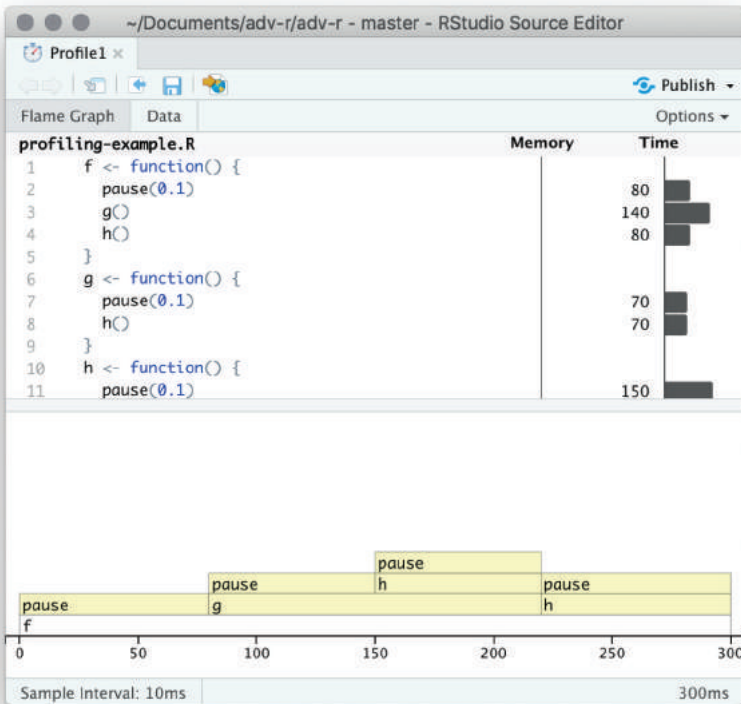 ~/Documents/adv-r/adv-r - master - RStudio Source Editor
Profile1 ×
Publish
Flame Graph Data Options
profiling-example.R Memory Time
1 f <- function() {
2 pause(0.1) 80
3 g() 140
4 h() 80
5 }
6 g <- function() {
7 pause(0.1) 70
8 h() 70
9 }
10 h <- function() {
11 pause(0.1) 150
pause
pause h pause
pause g h
f
0 50 100 150 200 250 300
Sample Interval: 10ms 300ms